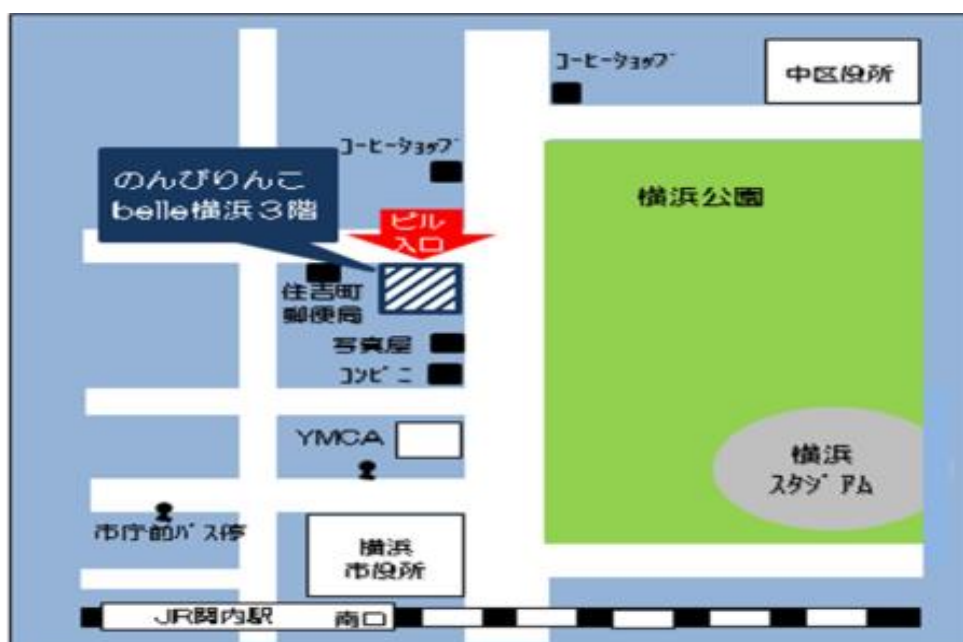 コーヒーショップ
中区役所
コーヒーショップ
のんびりんこ
belle横浜３階
横浜公園
ビル
入口
住吉町
郵便局
写真屋
コンビニ
YMCA
横浜
スタジアム
市庁前バス停
横浜
市役所
JR関内駅
南口